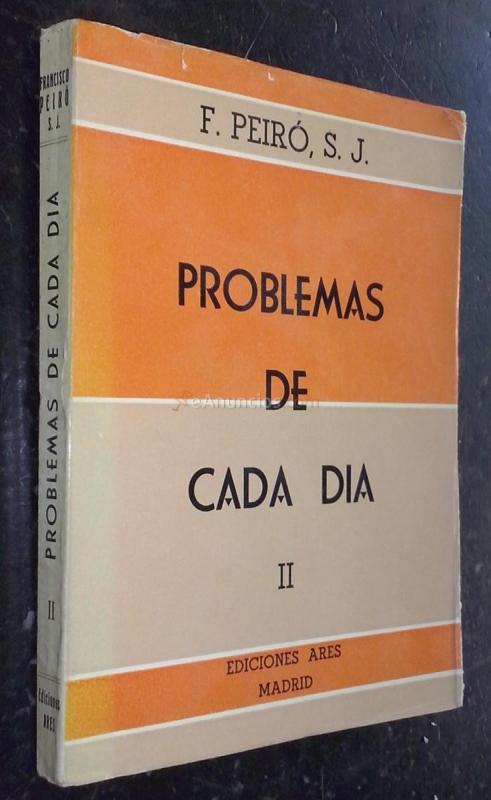 F. PEIRÓ, S. J.
PROBLEMAS
DE
CADA DIA
II
EDICIONES ARES
MADRID
FRANCISCO
PEIRÓ
S. J.
PROBLEMAS DE CADA DIA
II
Ediciones
ARES